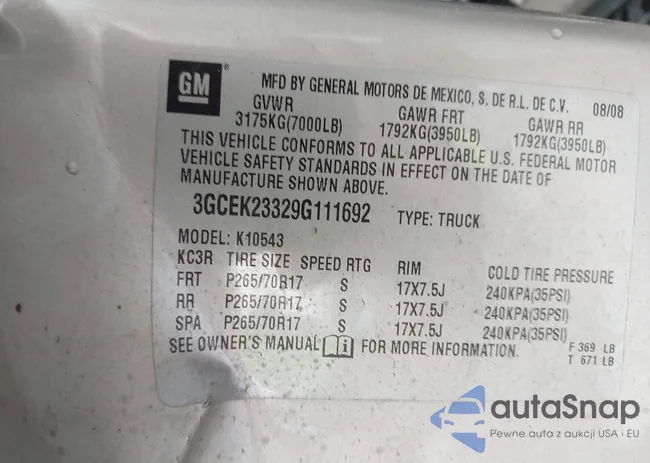 GM® MFD BY GENERAL MOTORS DE MEXICO, S. DE R.L. DE C.V. 08/08
GVWR GAWR FRT GAWR RR
3175KG(7000LB) 1792KG(3950LB) 1792KG(3950LB)
THIS VEHICLE CONFORMS TO ALL APPLICABLE U.S. FEDERAL MOTOR
VEHICLE SAFETY STANDARDS IN EFFECT ON THE DATE OF
MANUFACTURE SHOWN ABOVE.
3GCEK23329G111692 TYPE: TRUCK
MODEL: K10543
KC3R TIRE SIZE SPEED RTG RIM COLD TIRE PRESSURE
FRT P265/70R17 S 17X7.5J 240KPA(35PSI)
RR P265/70R17 S 17X7.5J 240KPA(35PSI)
SPA P265/70R17 S 17X7.5J 240KPA(35PSI)
SEE OWNER'S MANUAL i FOR MORE INFORMATION. F 369 LB
T 671 LB
autaSnap
Pewne auta z aukcji USA i EU